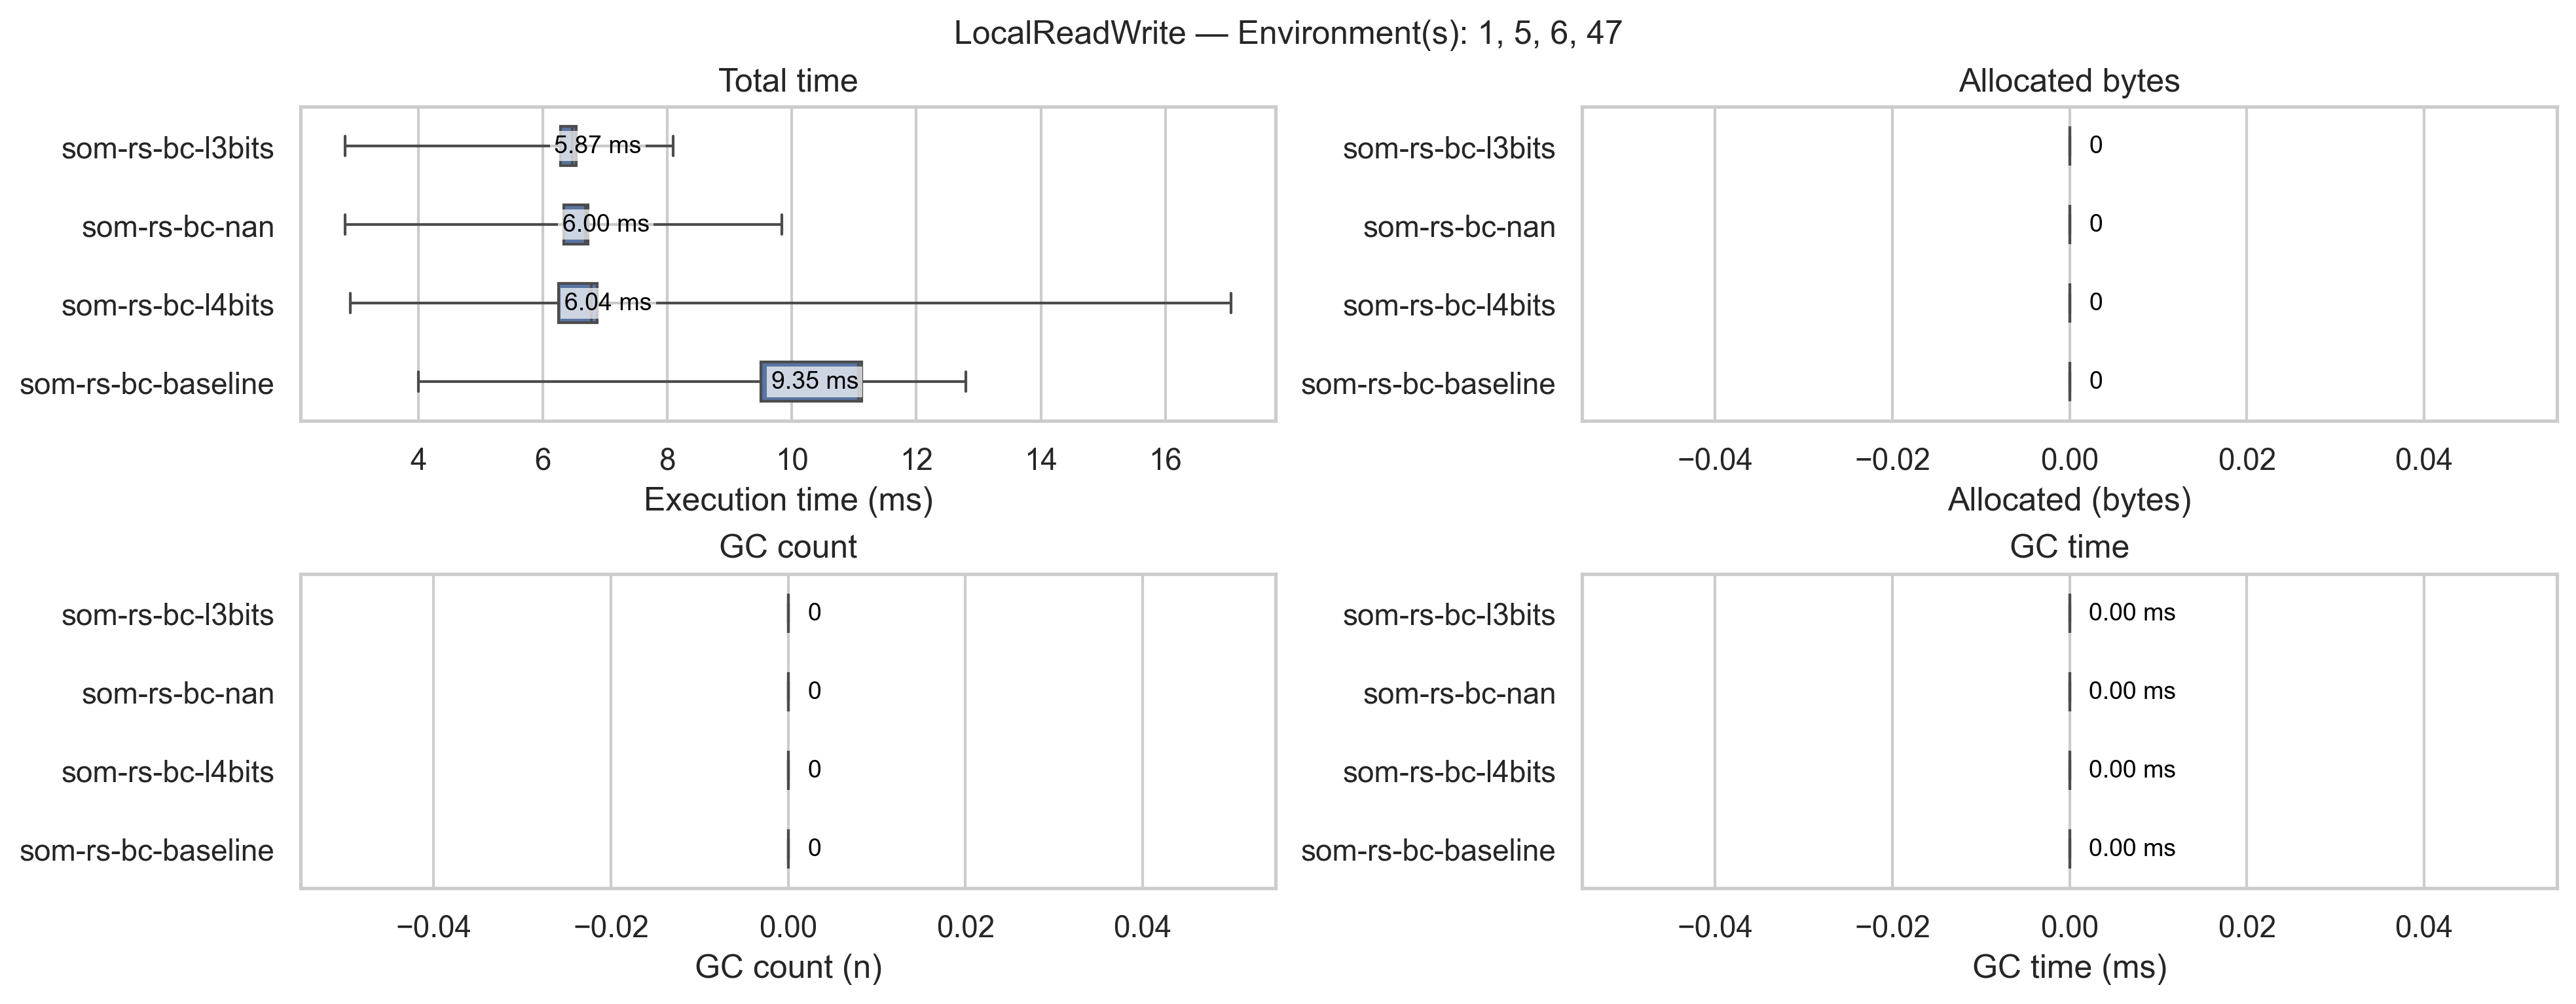 LocalReadWrite — Environment(s): 1, 5, 6, 47
Total time
som-rs-bc-l3bits
5.87 ms
som-rs-bc-nan
6.00 ms
som-rs-bc-l4bits
6.04 ms
som-rs-bc-baseline
9.35 ms
4 6 8 10 12 14 16
Execution time (ms)
Allocated bytes
som-rs-bc-l3bits
0
som-rs-bc-nan
0
som-rs-bc-l4bits
0
som-rs-bc-baseline
0
−0.04 −0.02 0.00 0.02 0.04
Allocated (bytes)
GC count
som-rs-bc-l3bits
0
som-rs-bc-nan
0
som-rs-bc-l4bits
0
som-rs-bc-baseline
0
−0.04 −0.02 0.00 0.02 0.04
GC count (n)
GC time
som-rs-bc-l3bits
0.00 ms
som-rs-bc-nan
0.00 ms
som-rs-bc-l4bits
0.00 ms
som-rs-bc-baseline
0.00 ms
−0.04 −0.02 0.00 0.02 0.04
GC time (ms)